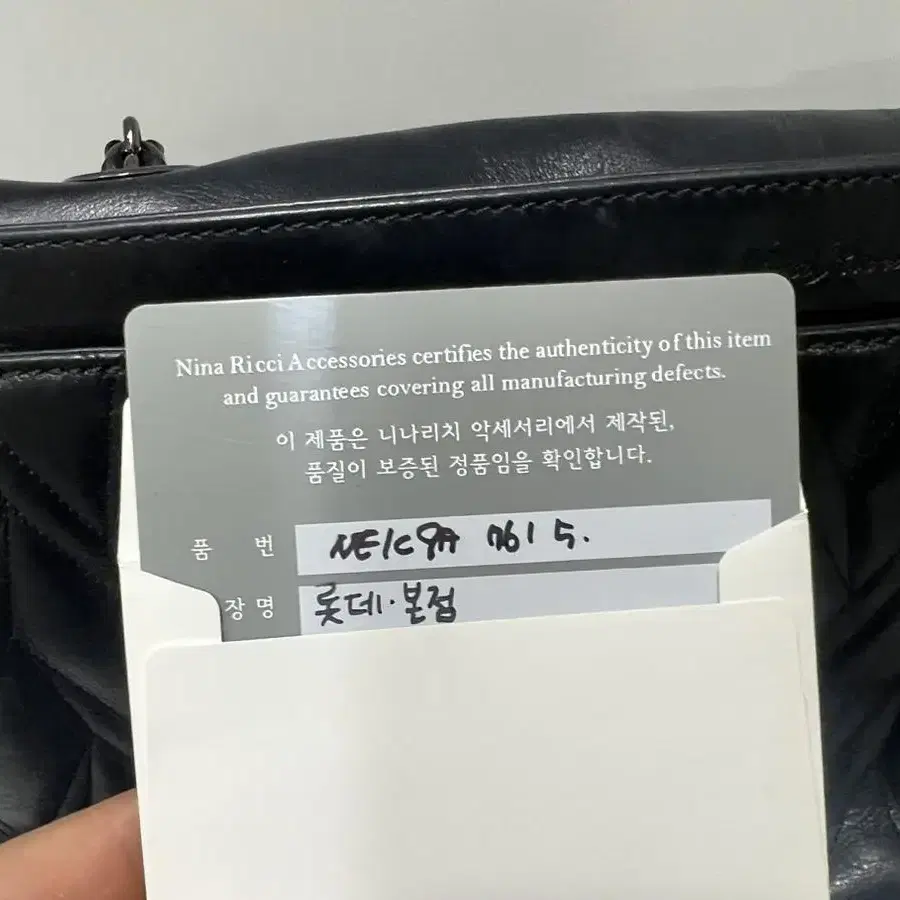 Nina Ricci Accessories certifies the authenticity of this item
and guarantees covering all manufacturing defects.
이 제품은 니나리치 악세서리에서 제작된,
품질이 보증된 정품임을 확인합니다.
품 번
장 명 롯데·본점